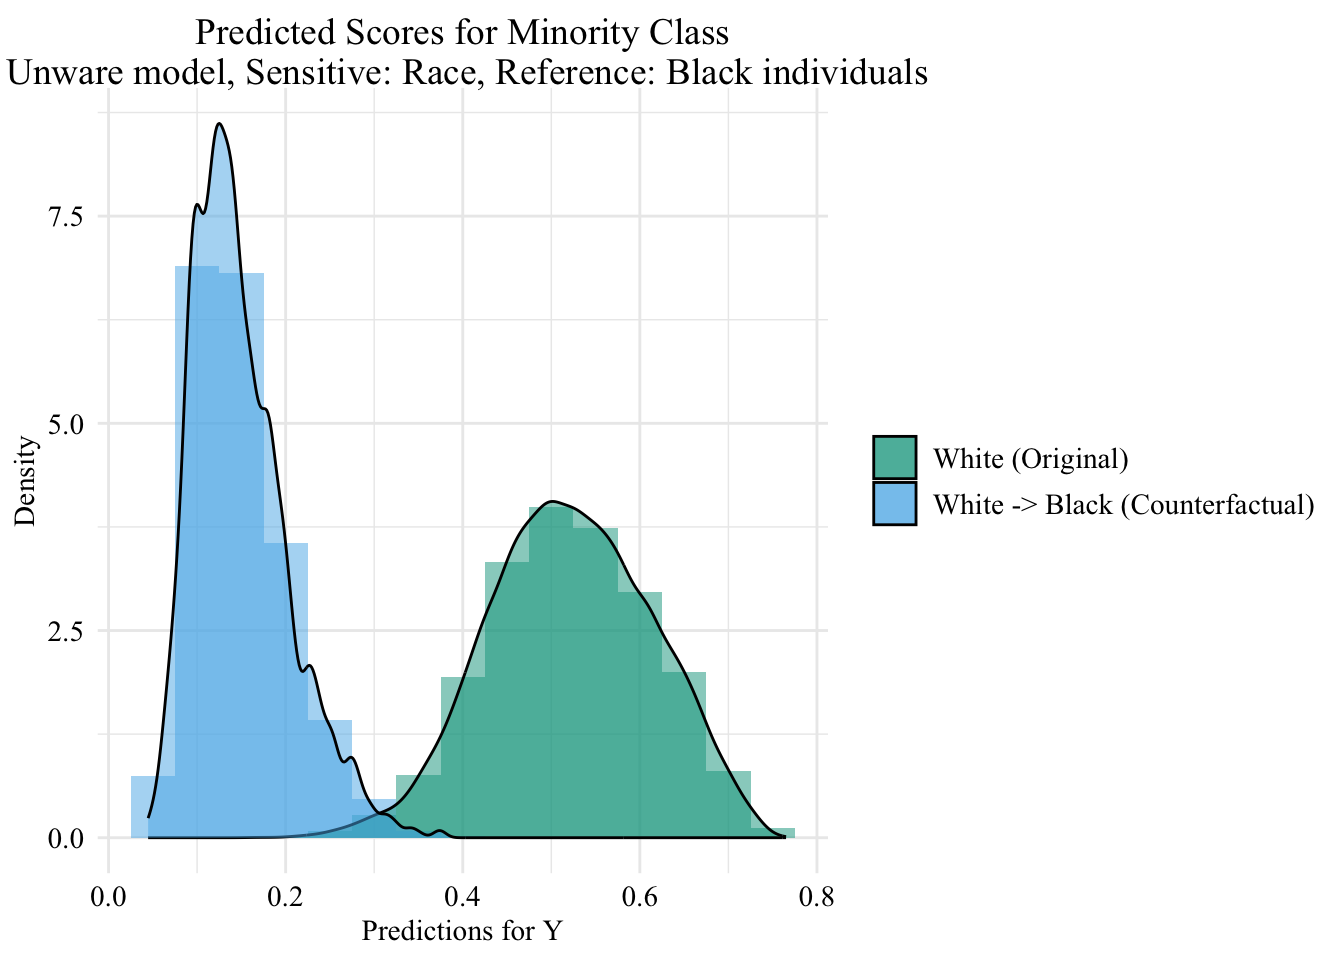 Predicted Scores for Minority Class
Unware model, Sensitive: Race, Reference: Black individuals
7.5
5.0
2.5
0.0
Density
0.0 0.2 0.4 0.6 0.8
Predictions for Y
White (Original)
White -> Black (Counterfactual)